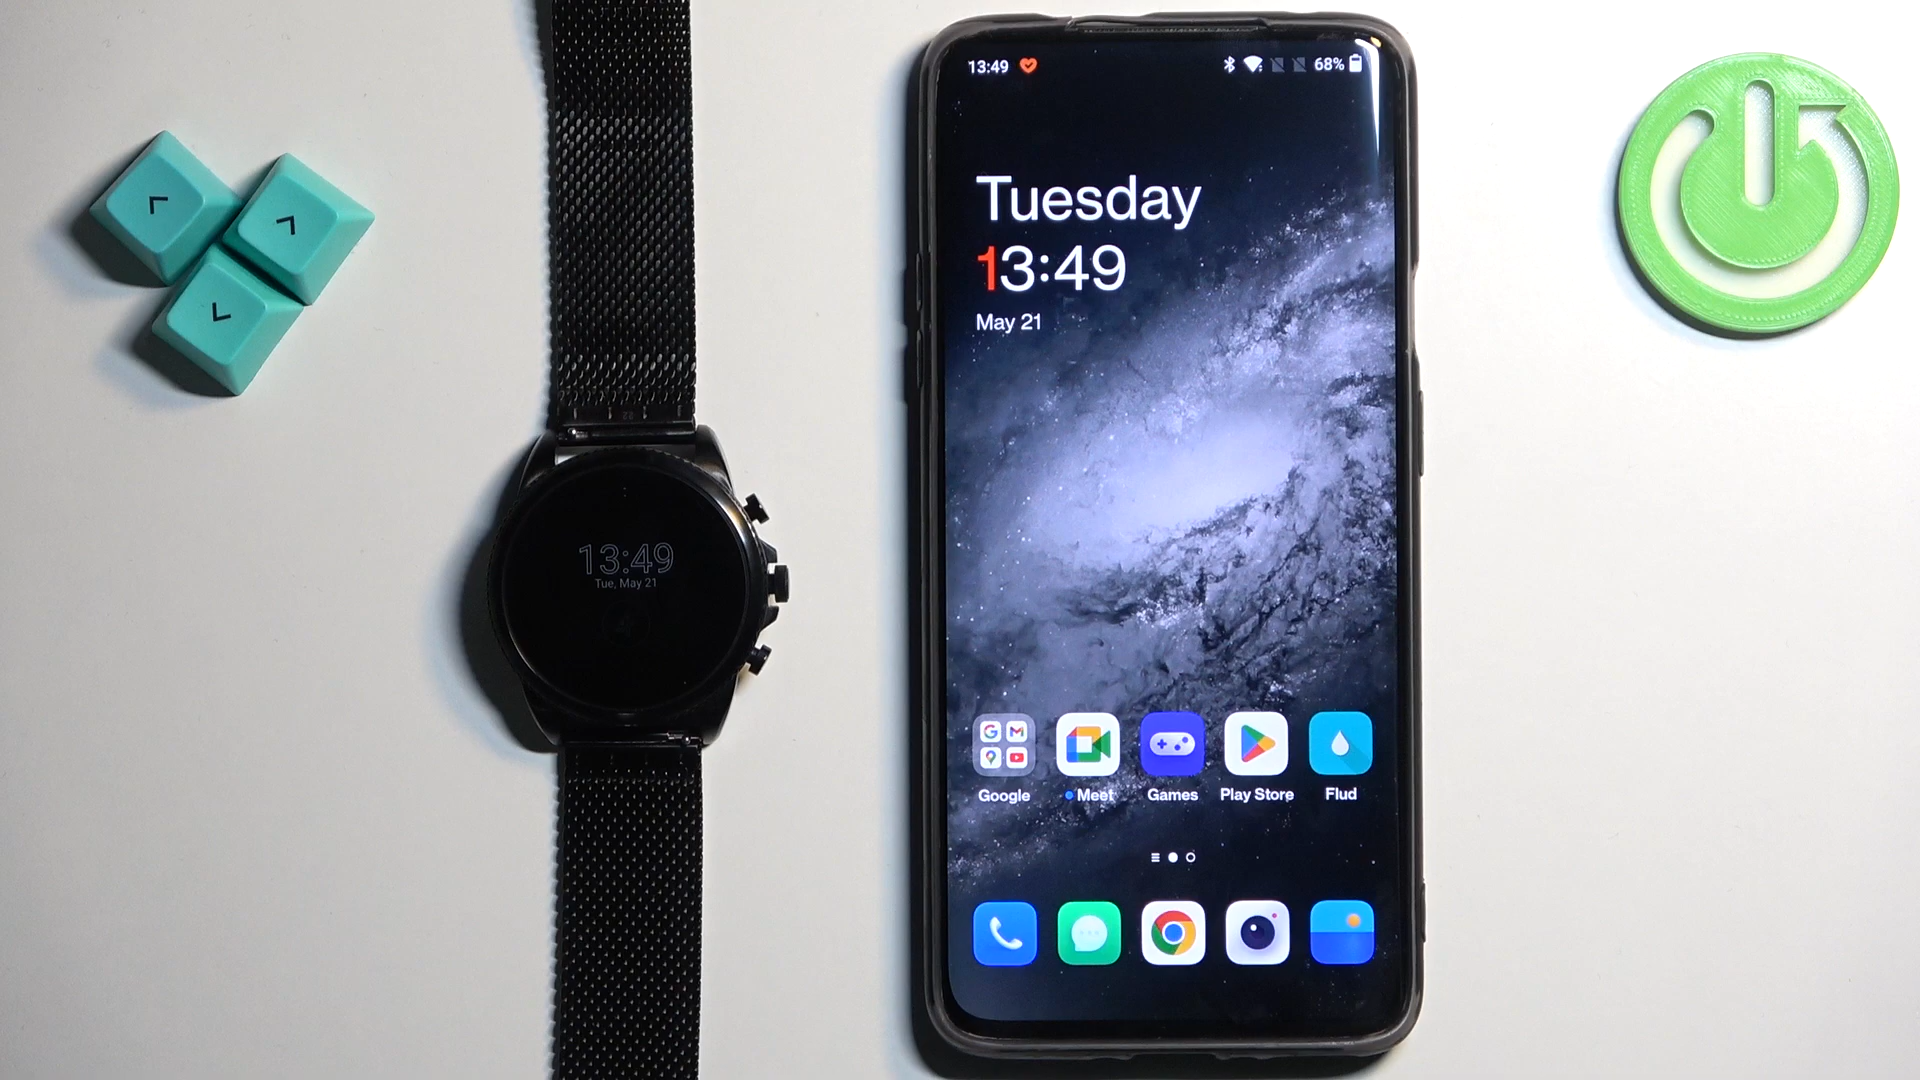 13:49
68%
Tuesday
13:49
May 21
13:49
Tue, May 21
Google
Meet
Games
Play Store
Flud